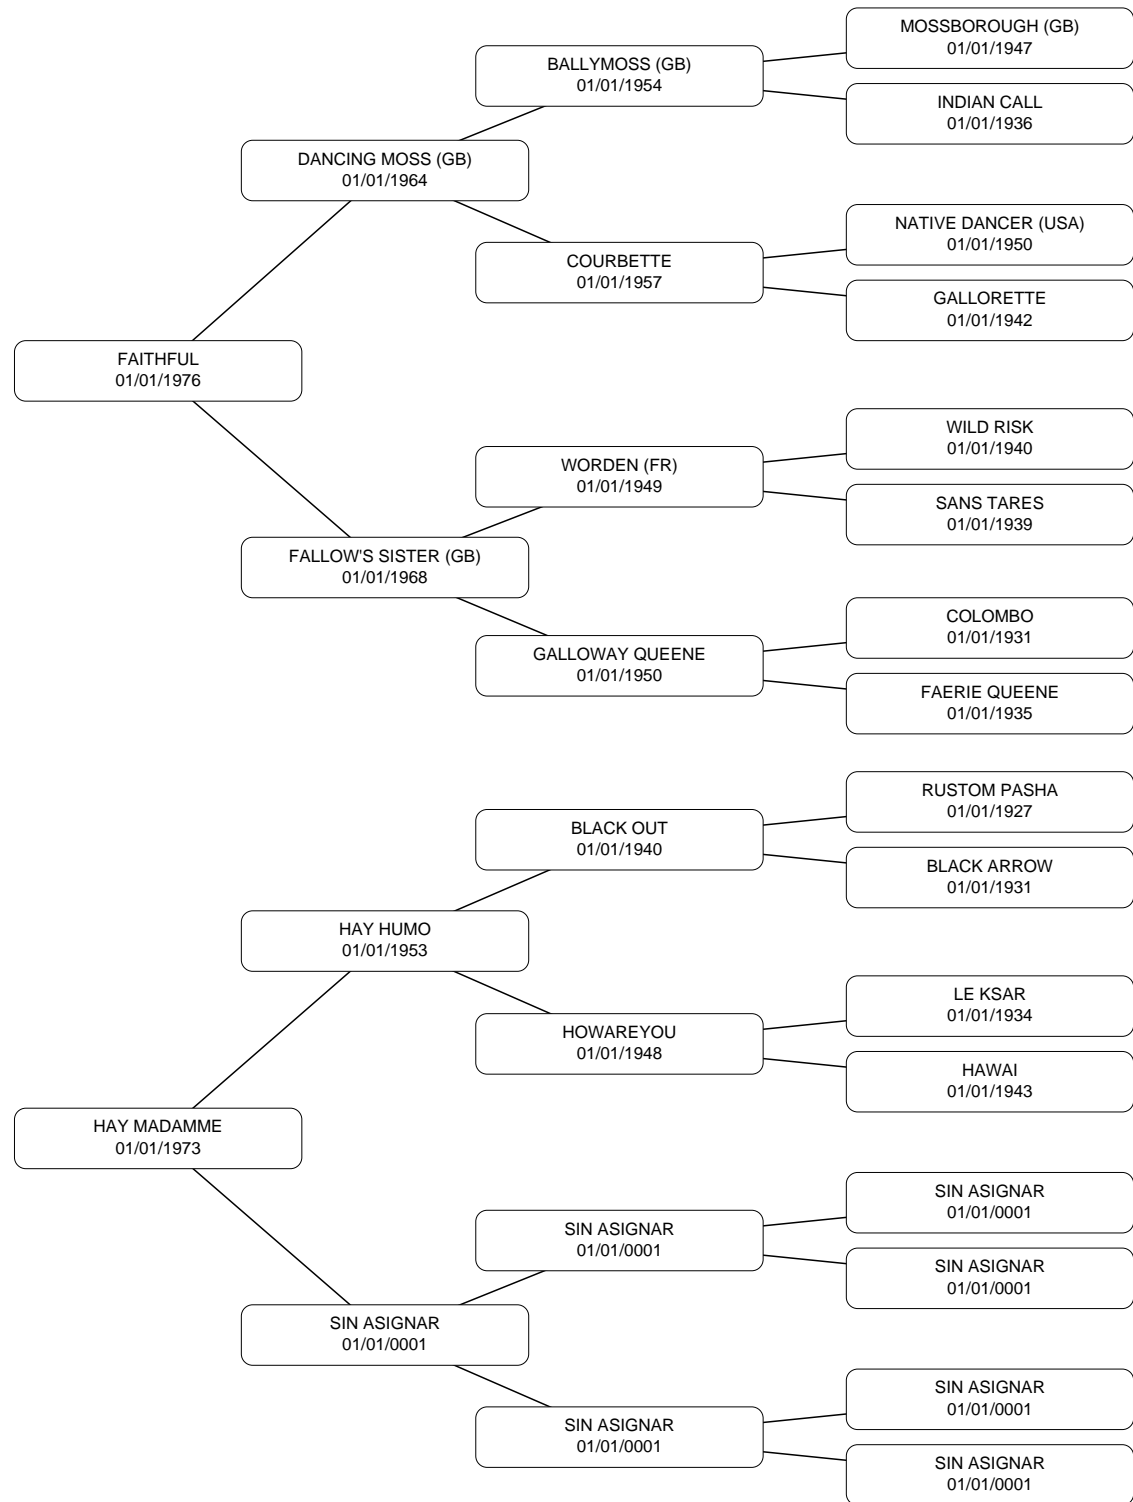 MOSSBOROUGH (GB)
01/01/1947
BALLYMOSS (GB)
01/01/1954
INDIAN CALL
01/01/1936
DANCING MOSS (GB)
01/01/1964
NATIVE DANCER (USA)
01/01/1950
COURBETTE
01/01/1957
GALLORETTE
01/01/1942
FAITHFUL
01/01/1976
WILD RISK
01/01/1940
WORDEN (FR)
01/01/1949
SANS TARES
01/01/1939
FALLOW'S SISTER (GB)
01/01/1968
COLOMBO
01/01/1931
GALLOWAY QUEENE
01/01/1950
FAERIE QUEENE
01/01/1935
RUSTOM PASHA
01/01/1927
BLACK OUT
01/01/1940
BLACK ARROW
01/01/1931
HAY HUMO
01/01/1953
LE KSAR
01/01/1934
HOWAREYOU
01/01/1948
HAWAI
01/01/1943
HAY MADAMME
01/01/1973
SIN ASIGNAR
01/01/0001
SIN ASIGNAR
01/01/0001
SIN ASIGNAR
01/01/0001
SIN ASIGNAR
01/01/0001
SIN ASIGNAR
01/01/0001
SIN ASIGNAR
01/01/0001
SIN ASIGNAR
01/01/0001